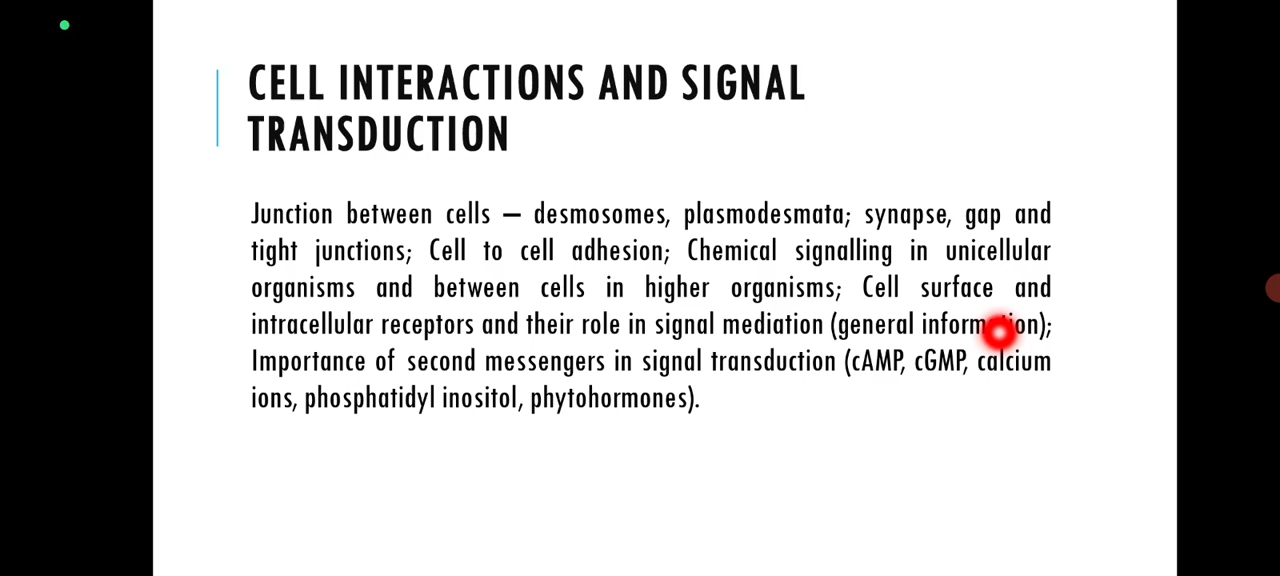 CELL INTERACTIONS AND SIGNAL
TRANSDUCTION
Junction between cells – desmosomes, plasmodesmata; synapse, gap and
tight junctions; Cell to cell adhesion; Chemical signalling in unicellular
organisms and between cells in higher organisms; Cell surface and
intracellular receptors and their role in signal mediation (general information);
Importance of second messengers in signal transduction (cAMP, cGMP, calcium
ions, phosphatidyl inositol, phytohormones).